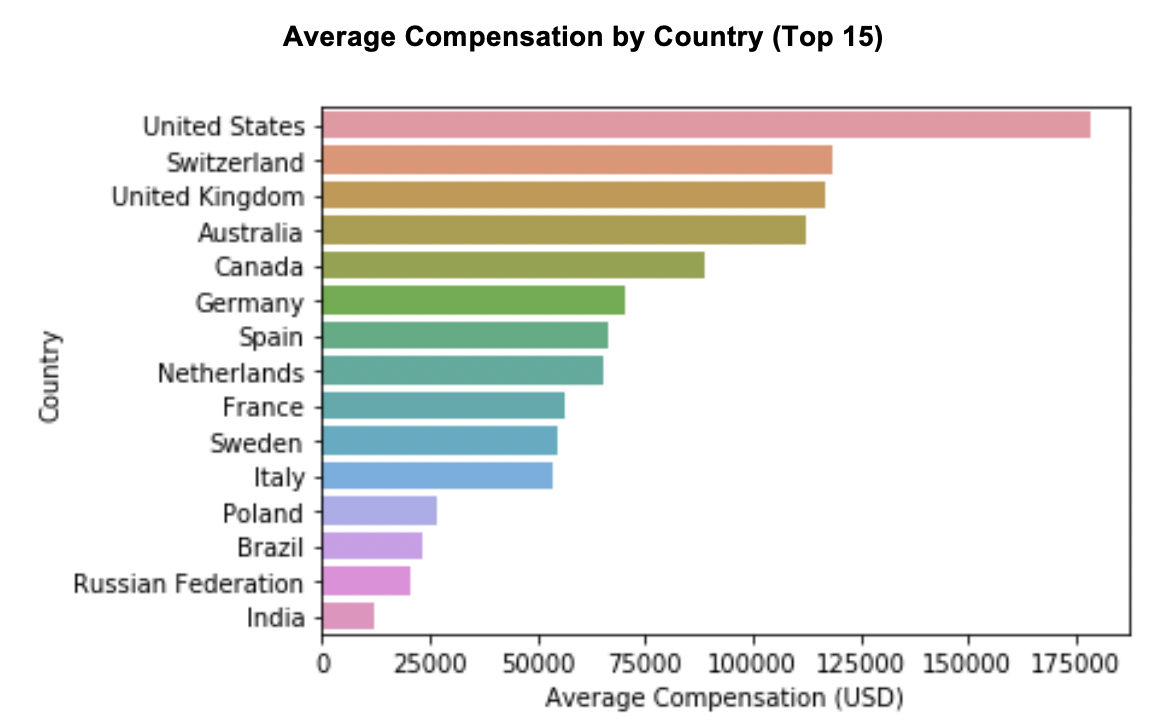 Average Compensation by Country (Top 15)
United States
Switzerland
United Kingdom
Australia
Canada
Germany
Spain
Netherlands
France
Sweden
Italy
Poland
Brazil
Russian Federation
India
Country
0 25000 50000 75000 100000 125000 150000 175000
Average Compensation (USD)